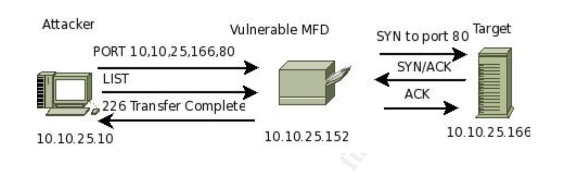 Attacker
Vulnerable MFD
Target
PORT 10,10,25,166,80
SYN to port 80
LIST
SYN/ACK
226 Transfer Complete
ACK
10.10.25.10
10.10.25.152
10.10.25.166